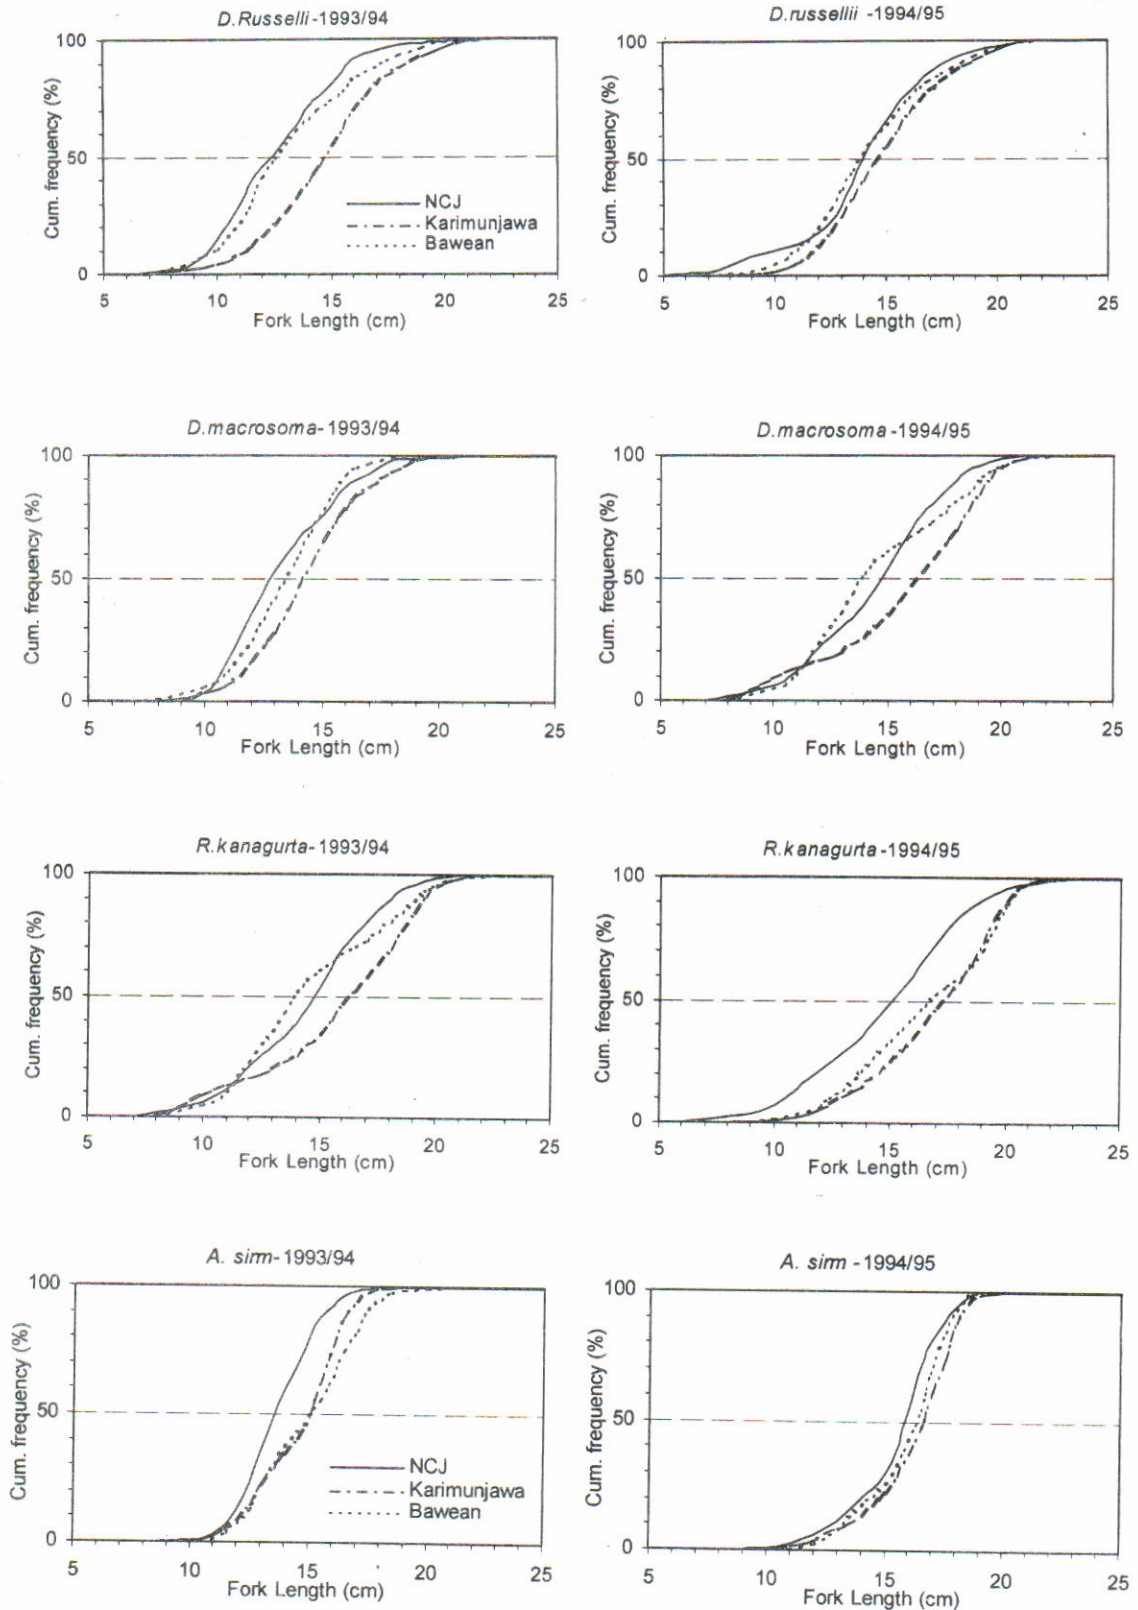 D.Russelli-1993/94
100
50
0
Cum. frequency (%)
NCJ
Karimunjawa
Bawean
5 10 15 20 25
Fork Length (cm)
D.russellii -1994/95
100
50
0
Cum. frequency (%)
5 10 15 20 25
Fork Length (cm)
D.macrosoma-1993/94
100
50
0
Cum. frequency (%)
5 10 15 20 25
Fork Length (cm)
D.macrosoma-1994/95
100
50
0
Cum. frequency (%)
5 10 15 20 25
Fork Length (cm)
R.kanagurta-1993/94
100
50
0
Cum. frequency (%)
5 10 15 20 25
Fork Length (cm)
R.kanagurta-1994/95
100
50
0
Cum. frequency (%)
5 10 15 20 25
Fork Length (cm)
A. sirm-1993/94
100
50
0
Cum. frequency (%)
NCJ
Karimunjawa
Bawean
5 10 15 20 25
Fork Length (cm)
A. sirm -1994/95
100
50
0
Cum. frequency (%)
5 10 15 20 25
Fork Length (cm)